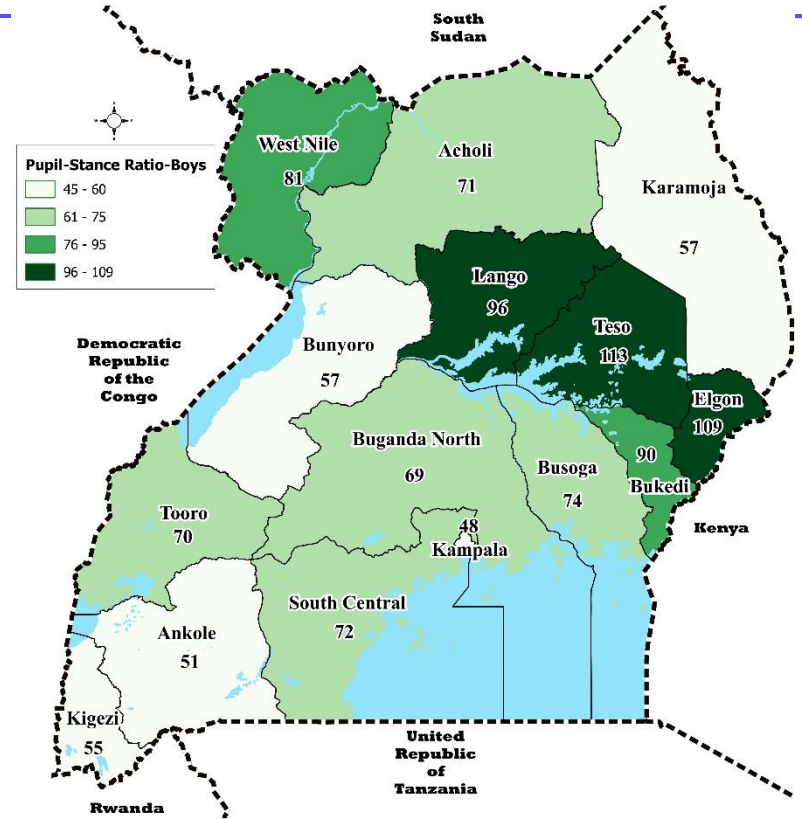 South
Sudan
West Nile
81
Acholi
71
Pupil-Stance Ratio-Boys
45 - 60
61 - 75
76 - 95
96 - 109
Karamoja
57
Lango
96
Teso
113
Democratic
Republic
of the
Congo
Bunyoro
57
Elgon
109
Buganda North
69
Busoga
74
90
Bukedi
Tooro
70
48
Kampala
Kenya
South Central
72
Ankole
51
Kigezi
55
United
Republic
of
Tanzania
Rwanda